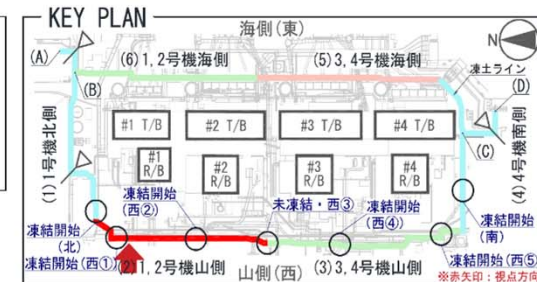 KEY PLAN
海側(東)
N
(A)
(B)
(6)1,2号機海側
(5)3,4号機海側
凍土ライン
(D)
(C)
#1 T/B
#2 T/B
#3 T/B
#4 T/B
#1
R/B
#2
R/B
#3
R/B
#4
R/B
(1)1号機北側
(4)4号機南側
凍結開始
(西②)
未凍結・西③
凍結開始
(西④)
凍結開始
(北)
凍結開始(西①)
凍結開始
(南)
凍結開始(西⑤)
(2)1,2号機山側
山側(西)
(3)3,4号機山側
※赤矢印:視点方向